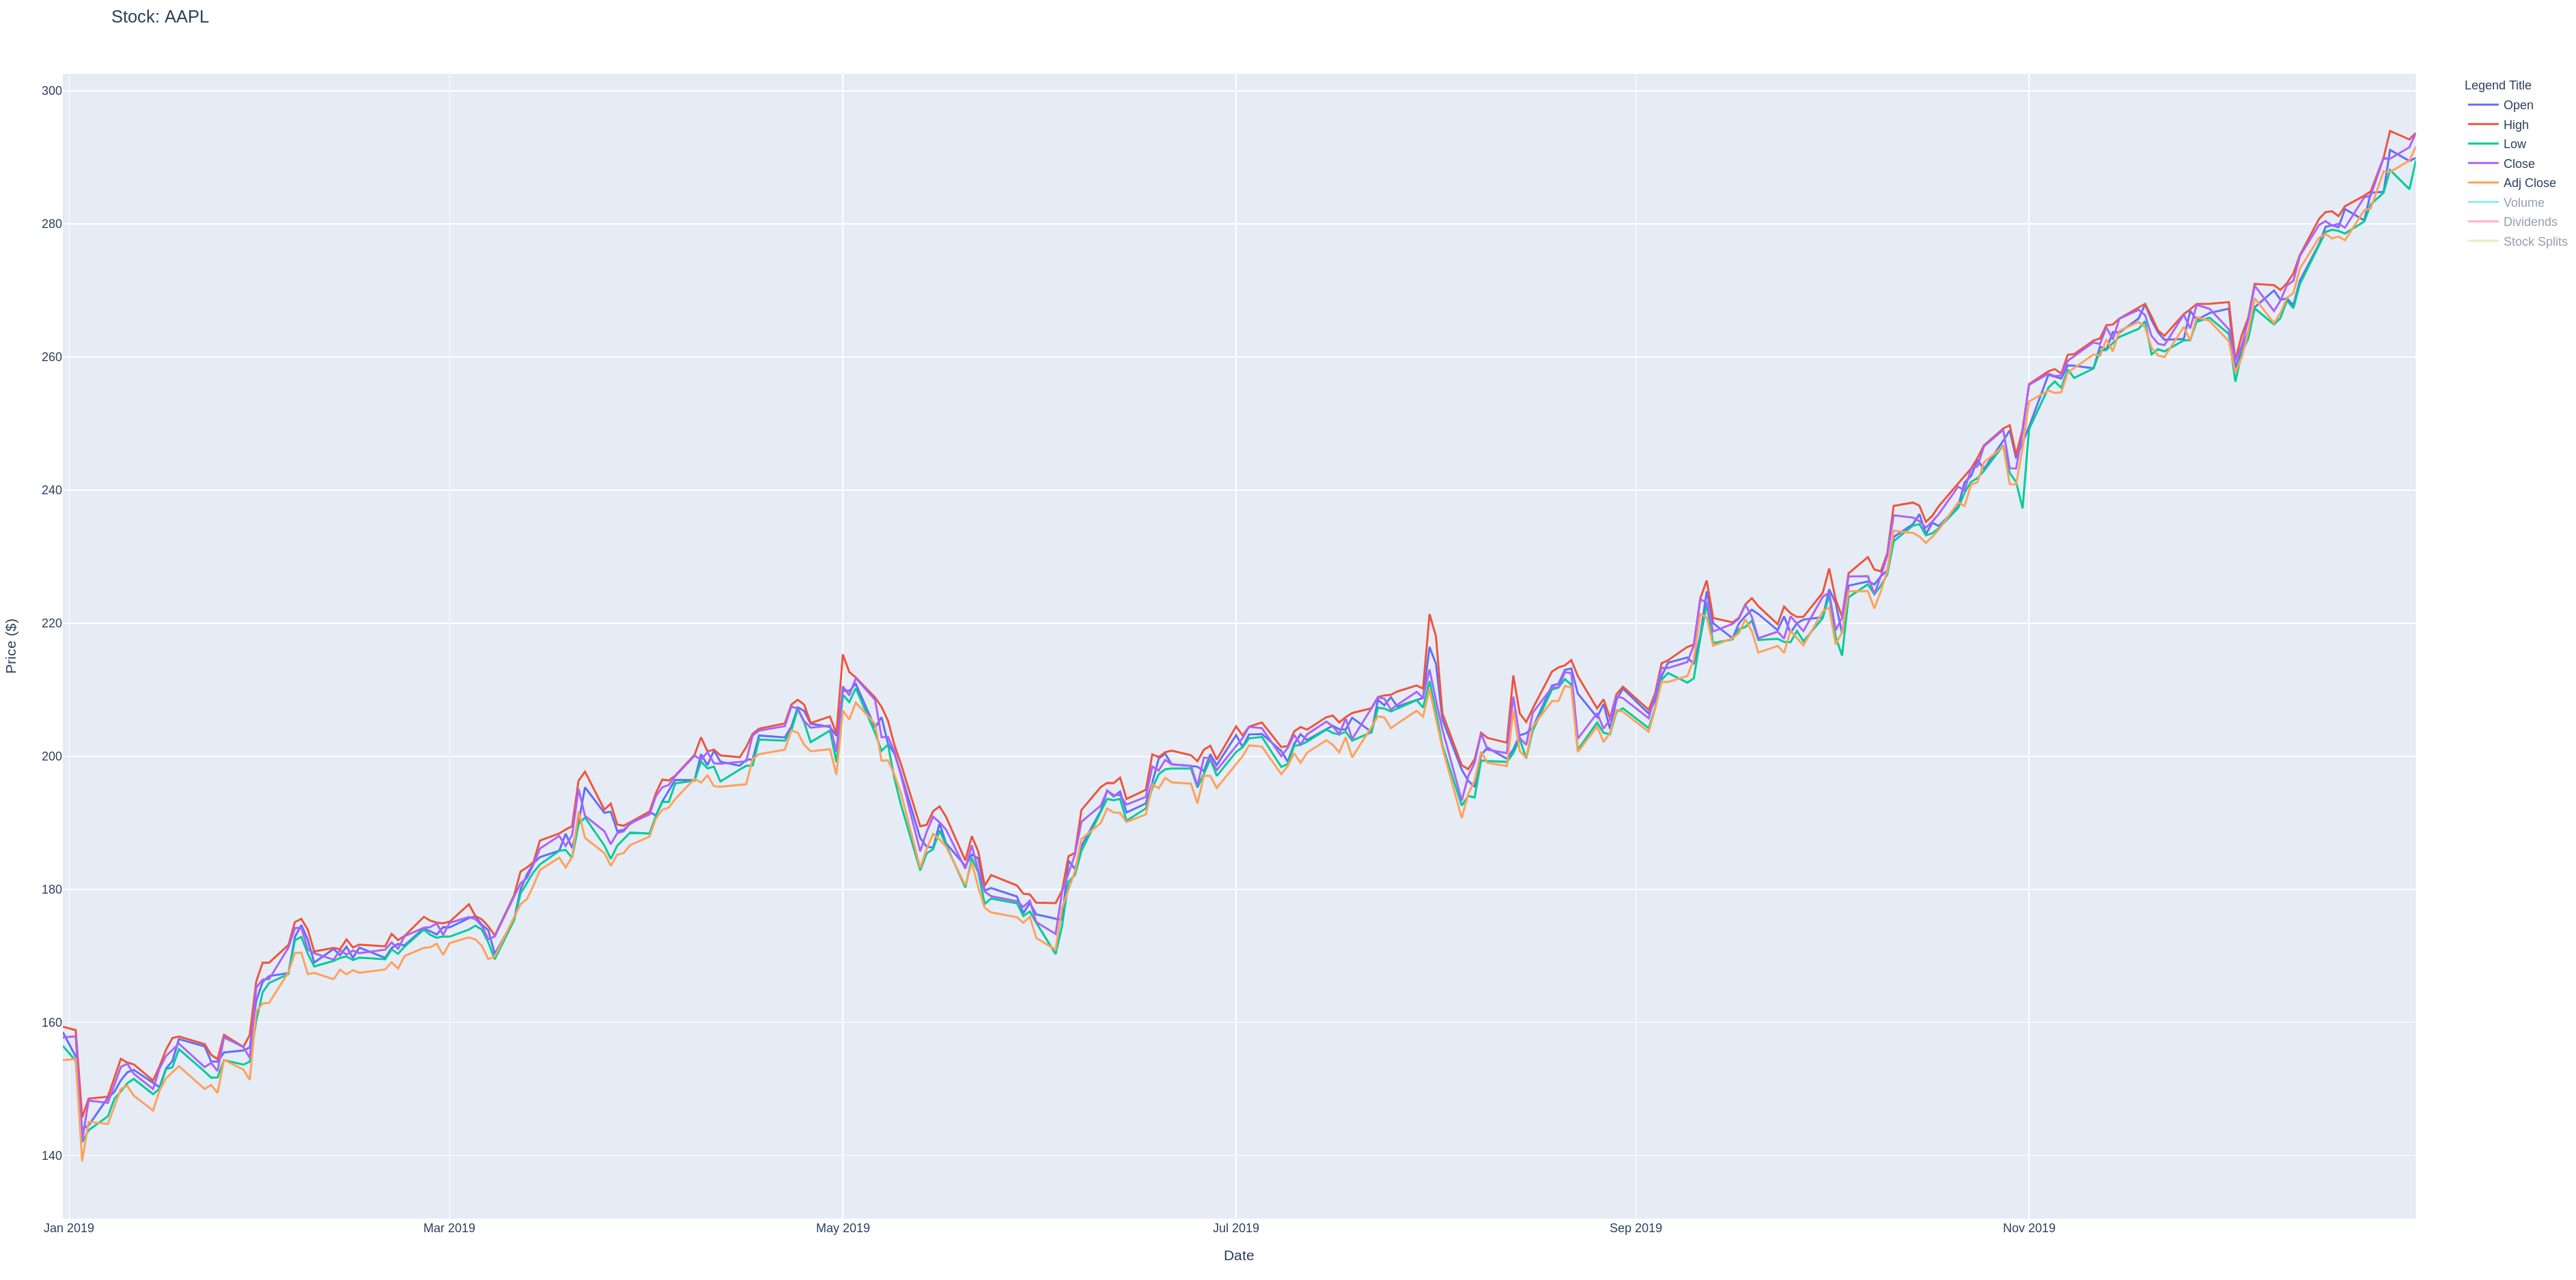 Stock: AAPL
300
280
260
240
220
200
180
160
140
Price ($)
Jan 2019
Mar 2019
May 2019
Jul 2019
Sep 2019
Nov 2019
Date
Legend Title
Open
High
Low
Close
Adj Close
Volume
Dividends
Stock Splits